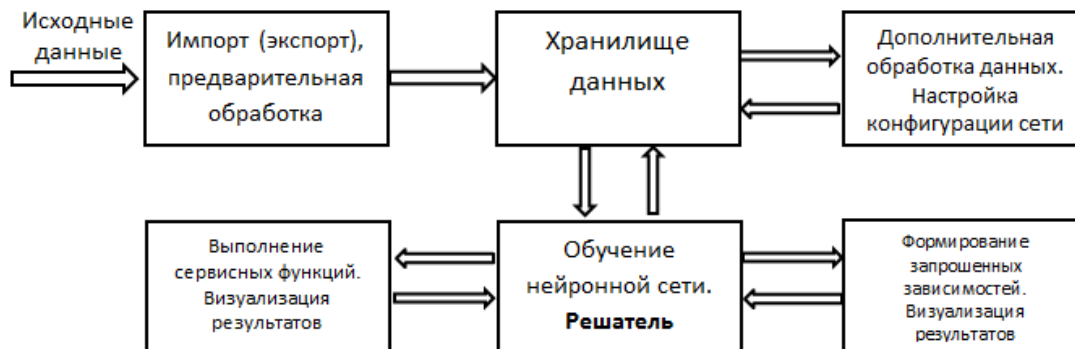 Исходные
данные
Импорт (экспорт),
предварительная
обработка
Хранилище
данных
Дополнительная
обработка данных.
Настройка
конфигурации сети
Выполнение
сервисных функций.
Визуализация
результатов
Обучение
нейронной сети.
Решатель
Формирование
запрошенных
зависимостей.
Визуализация
результатов